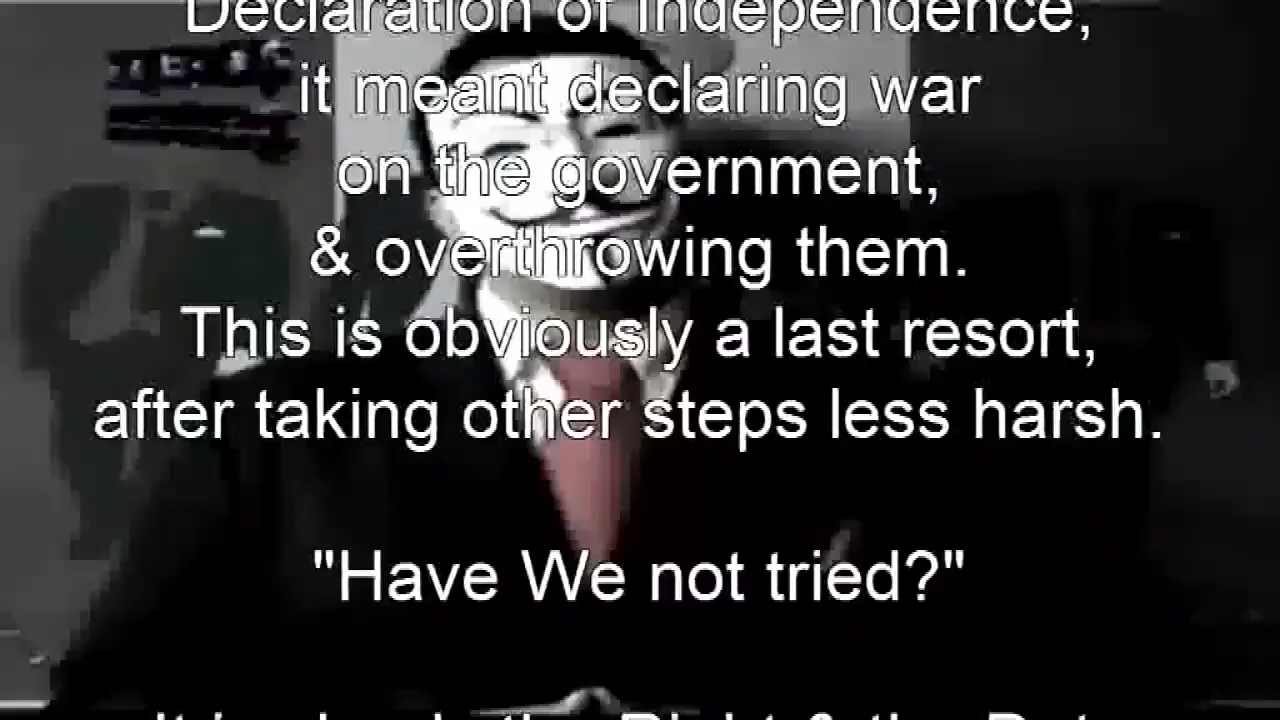 Declaration of Independence,
it meant declaring war
on the government,
& overthrowing them.
This is obviously a last resort,
after taking other steps less harsh.
"Have We not tried?"